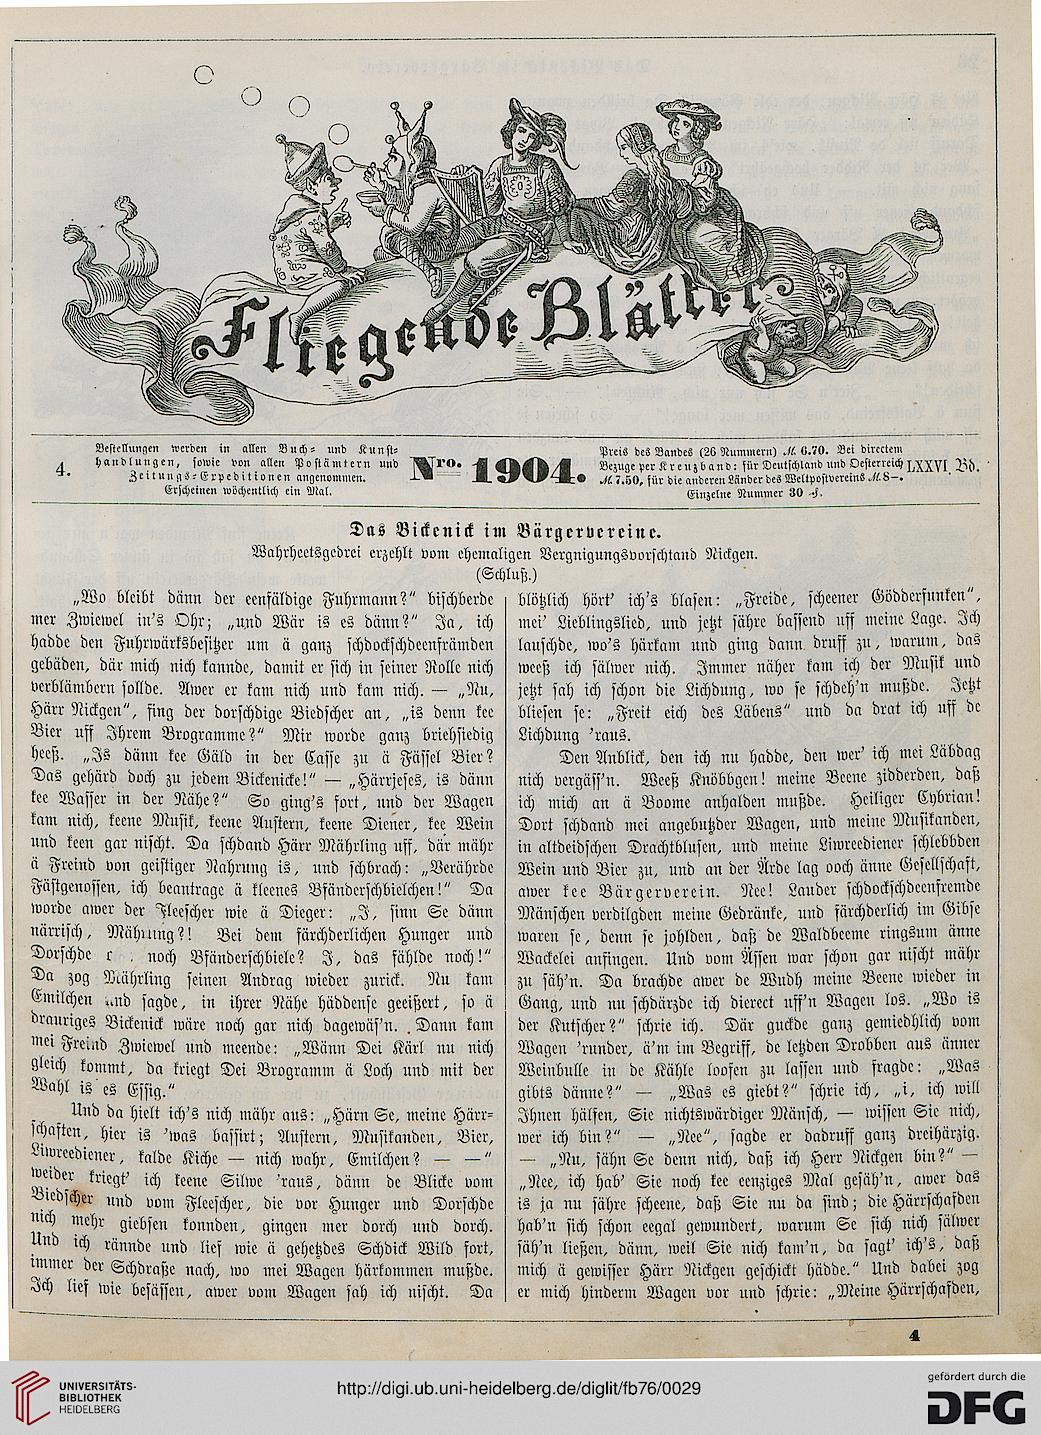 Fliegende Blätter
4.
Bestellungen werden in allen Buch- und Kunst-
handlungen, sowie von allen Postämtern und
Zeitungs-Expeditionen angenommen.
Erscheinen wöchentlich ein Mal.
Nro. 1904.
Preis des Bandes (26 Nummern) ℳ 6.70. Bei directem
Bezuge per Kreuzband: für Deutschland und Oesterreich
ℳ 7.50, für die anderen Länder des Weltpostvereins ℳ 8–.
Einzelne Nummer 30 ₰.
LXXVI. Bd.
Das Bickenick im Bärgervereine.
Wahrheetsgedrei erzehlt vom ehemaligen Vergnigungsvorschtand Nickgen.
(Schluß.)
„Wo bleibt dänn der eenfäldige Fuhrmann?“ bischberde
mer Zwiewel in's Ohr; „und Wär is es dänn?“ Ja, ich
hadde den Fuhrwärksbesitzer um ä ganz schdockschdeenfrämden
gebäden, där mich nich kannde, damit er sich in seiner Rolle nich
verblämbern sollde. Awer er kam nich und kam nich. — „Nu,
Härr Nickgen“, fing der dorschdige Biedscher an, „is denn kee
Bier uff Ihrem Brogramme?“ Mir worde ganz briehsiedig
heeß. „Is dänn kee Gäld in der Casse zu ä Fässel Bier?
Das gehärd doch zu jedem Bickenicke!“ — „Härrjeses, is dänn
kee Wasser in der Nähe?“ So ging's fort, und der Wagen
kam nich, keene Musik, keene Austern, keene Diener, kee Wein
und keen gar nischt. Da schdand Härr Mährling uff, där mähr
ä Freind von geistiger Nahrung is, und schbrach: „Verährde
Fästgenossen, ich beantrage ä kleenes Bfänderschbielchen!“ Da
worde awer der Fleescher wie ä Dieger: „I, sinn Se dänn
närrisch, Mährling?! Bei dem färchderlichen Hunger und
Dorschde noch Bfänderschbiele? I, das fählde noch!“
Da zog Mährling seinen Andrag wieder zurick. Nu kam
Emilchen und sagde, in ihrer Nähe häddense geeißert, so ä
drauriges Bickenick wäre noch gar nich dagewäs'n. Dann kam
mei Freind Zwiewel und meende: „Wänn Dei Kärl nu nich
gleich kommt, da kriegt Dei Brogramm ä Loch und mit der
Wahl is es Essig.“
Und da hielt ich's nich mähr aus: „Härn Se, meine Härr-
schaften, hier is 'was bassirt; Austern, Musikanden, Bier,
Liwreediener, kalde Kiche — nich wahr, Emilchen? — —“
weider kriegt' ich keene Silwe 'raus, dänn de Blicke vom
Biedscher und vom Fleescher, die vor Hunger und Dorschde
nich mehr giebsen konnden, gingen mer dorch und dorch.
Und ich rännde und lief wie ä gehetzdes Schdick Wild fort,
immer der Schdraße nach, wo mei Wagen härkommen mußde.
Ich lief wie besässen, awer vom Wagen sah ich nischt. Da
blötzlich hört' ich's blasen: „Freide, scheener Gödderfunken“,
mei' Lieblingslied, und jetzt sähre bassend uff meine Lage. Ich
lauschde, wo's härkam und ging dann druff zu, warum, das
weeß ich sälwer nich. Immer näher kam ich der Musik und
jetzt sah ich schon die Lichdung, wo se schdeh'n mußde. Jetzt
bliesen se: „Freit eich des Läbens“ und da drat ich uff de
Lichdung 'raus.
Den Anblick, den ich nu hadde, den wer' ich mei Läbdag
nich vergäss'n. Weeß Knöbbgen! meine Beene zidderden, daß
ich mich an ä Boome anhalden mußde. Heiliger Cybrian!
Dort schdand mei angebutzder Wagen, und meine Musikanden,
in altdeidschen Drachtblusen, und meine Liwreediener schlebbden
Wein und Bier zu, und an der Ärde lag ooch änne Gesellschaft,
awer kee Bärgerverein. Nee! Lauder schdockschdeenfremde
Mänschen verdilgden meine Gedränke, und färchderlich im Gibse
waren se, denn se johlden, daß de Waldbeeme ringsum änne
Wackelei anfingen. Und vom Ässen war schon gar nischt mähr
zu säh'n. Da brachde awer de Wudh meine Beene wieder in
Gang, und nu schdärzde ich dierect uff'n Wagen los. „Wo is
der Kutscher?“ schrie ich. Där guckde ganz gemiedhlich vom
Wagen 'runder, ä'm im Begriff, de letzden Drobben aus änner
Weinbulle in de Kähle loofen zu lassen und fragde: „Was
gibts dänne?“ — „Was es giebt?“ schrie ich, „i, ich will
Ihnen hälfen, Sie nichtswärdiger Mänsch, — wissen Sie nich,
wer ich bin?“ — „Nee“, sagde er dadruff ganz dreihärzig.
— „Nu, sähn Se denn nich, daß ich Herr Nickgen bin?“ —
„Nee, ich hab' Sie noch kee eenziges Mal gesäh'n, awer das
is ja nu sähre scheene, daß Sie nu da sind; die Härrschafden
hab'n sich schon eegal gewundert, warum Se sich nich sälwer
säh'n ließen, dänn, weil Sie nich kam'n, da sagt' ich's, daß
mich ä gewisser Härr Nickgen geschickt hädde.“ Und dabei zog
er mich hinderm Wagen vor und schrie: „Meine Härrschafden,
4
UNIVERSITÄTS-
BIBLIOTHEK
HEIDELBERG
http://digi.ub.uni-heidelberg.de/diglit/fb76/0029
gefördert durch die
DFG